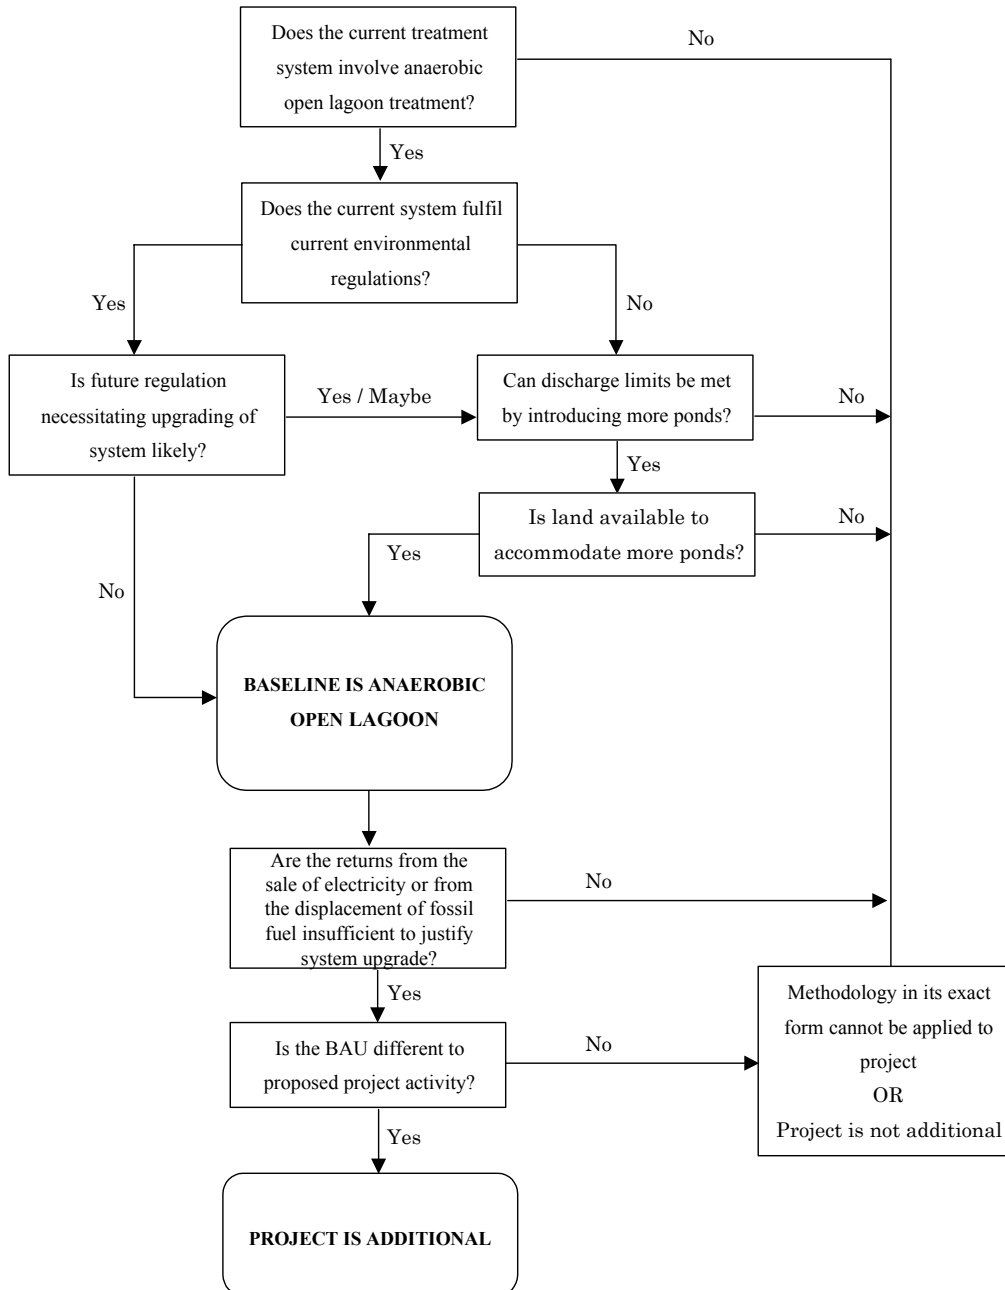 Does the current treatment
system involve anaerobic
open lagoon treatment?
No
Yes
Does the current system fulfil
current environmental
regulations?
Yes
No
Is future regulation
necessitating upgrading of
system likely?
Yes / Maybe
Can discharge limits be met
by introducing more ponds?
No
Yes
Is land available to
accommodate more ponds?
No
Yes
No
BASELINE IS ANAEROBIC
OPEN LAGOON
Are the returns from the
sale of electricity or from
the displacement of fossil
fuel insufficient to justify
system upgrade?
No
Yes
Is the BAU different to
proposed project activity?
No
Methodology in its exact
form cannot be applied to
project
OR
Project is not additional
Yes
PROJECT IS ADDITIONAL